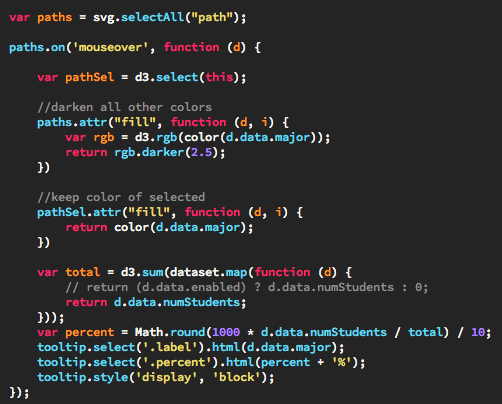 var paths = svg.selectAll("path");
paths.on('mouseover', function (d) {
var pathSel = d3.select(this);
//darken all other colors
paths.attr("fill", function (d, i) {
var rgb = d3.rgb(color(d.data.major));
return rgb.darker(2.5);
})
//keep color of selected
pathSel.attr("fill", function (d, i) {
return color(d.data.major);
})
var total = d3.sum(dataset.map(function (d) {
// return (d.data.enabled) ? d.data.numStudents : 0;
return d.data.numStudents;
}));
var percent = Math.round(1000 * d.data.numStudents / total) / 10;
tooltip.select('.label').html(d.data.major);
tooltip.select('.percent').html(percent + '%');
tooltip.style('display', 'block');
});